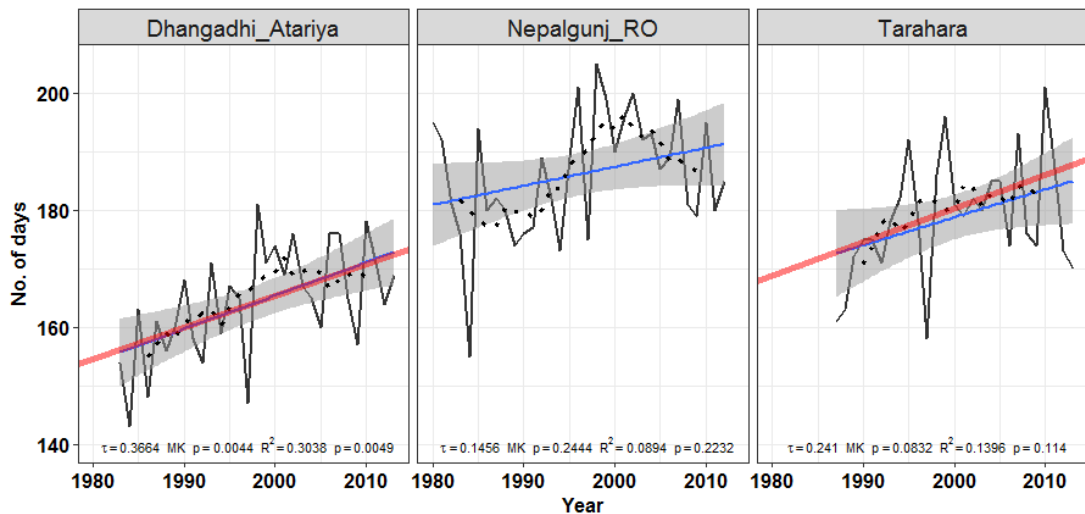 Dhangadhi_Atariya Nepalgunj_RO Tarahara
No. of days
200
180
160
140
τ=0.3664 MK p=0.0044 R²=0.3038 p=0.0049
τ=0.1456 MK p=0.2444 R²=0.0894 p=0.2232
τ=0.241 MK p=0.0832 R²=0.1396 p=0.114
1980 1990 2000 2010 1980 1990 2000 2010 1980 1990 2000 2010
Year